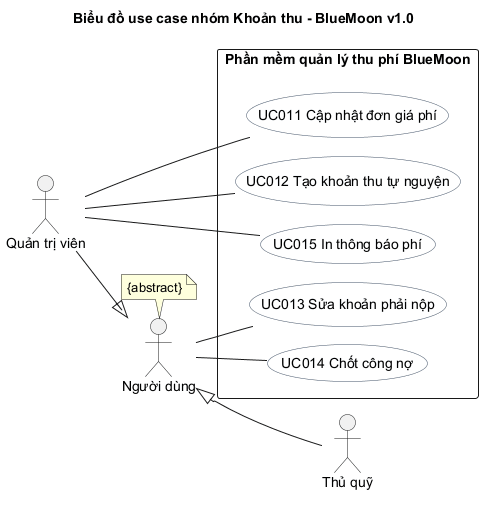 Biểu đồ use case nhóm Khoản thu - BlueMoon v1.0
Phần mềm quản lý thu phí BlueMoon
UC011 Cập nhật đơn giá phí
UC012 Tạo khoản thu tự nguyện
Quản trị viên
UC015 In thông báo phí
{abstract}
UC013 Sửa khoản phải nộp
UC014 Chốt công nợ
Người dùng
Thủ quỹ